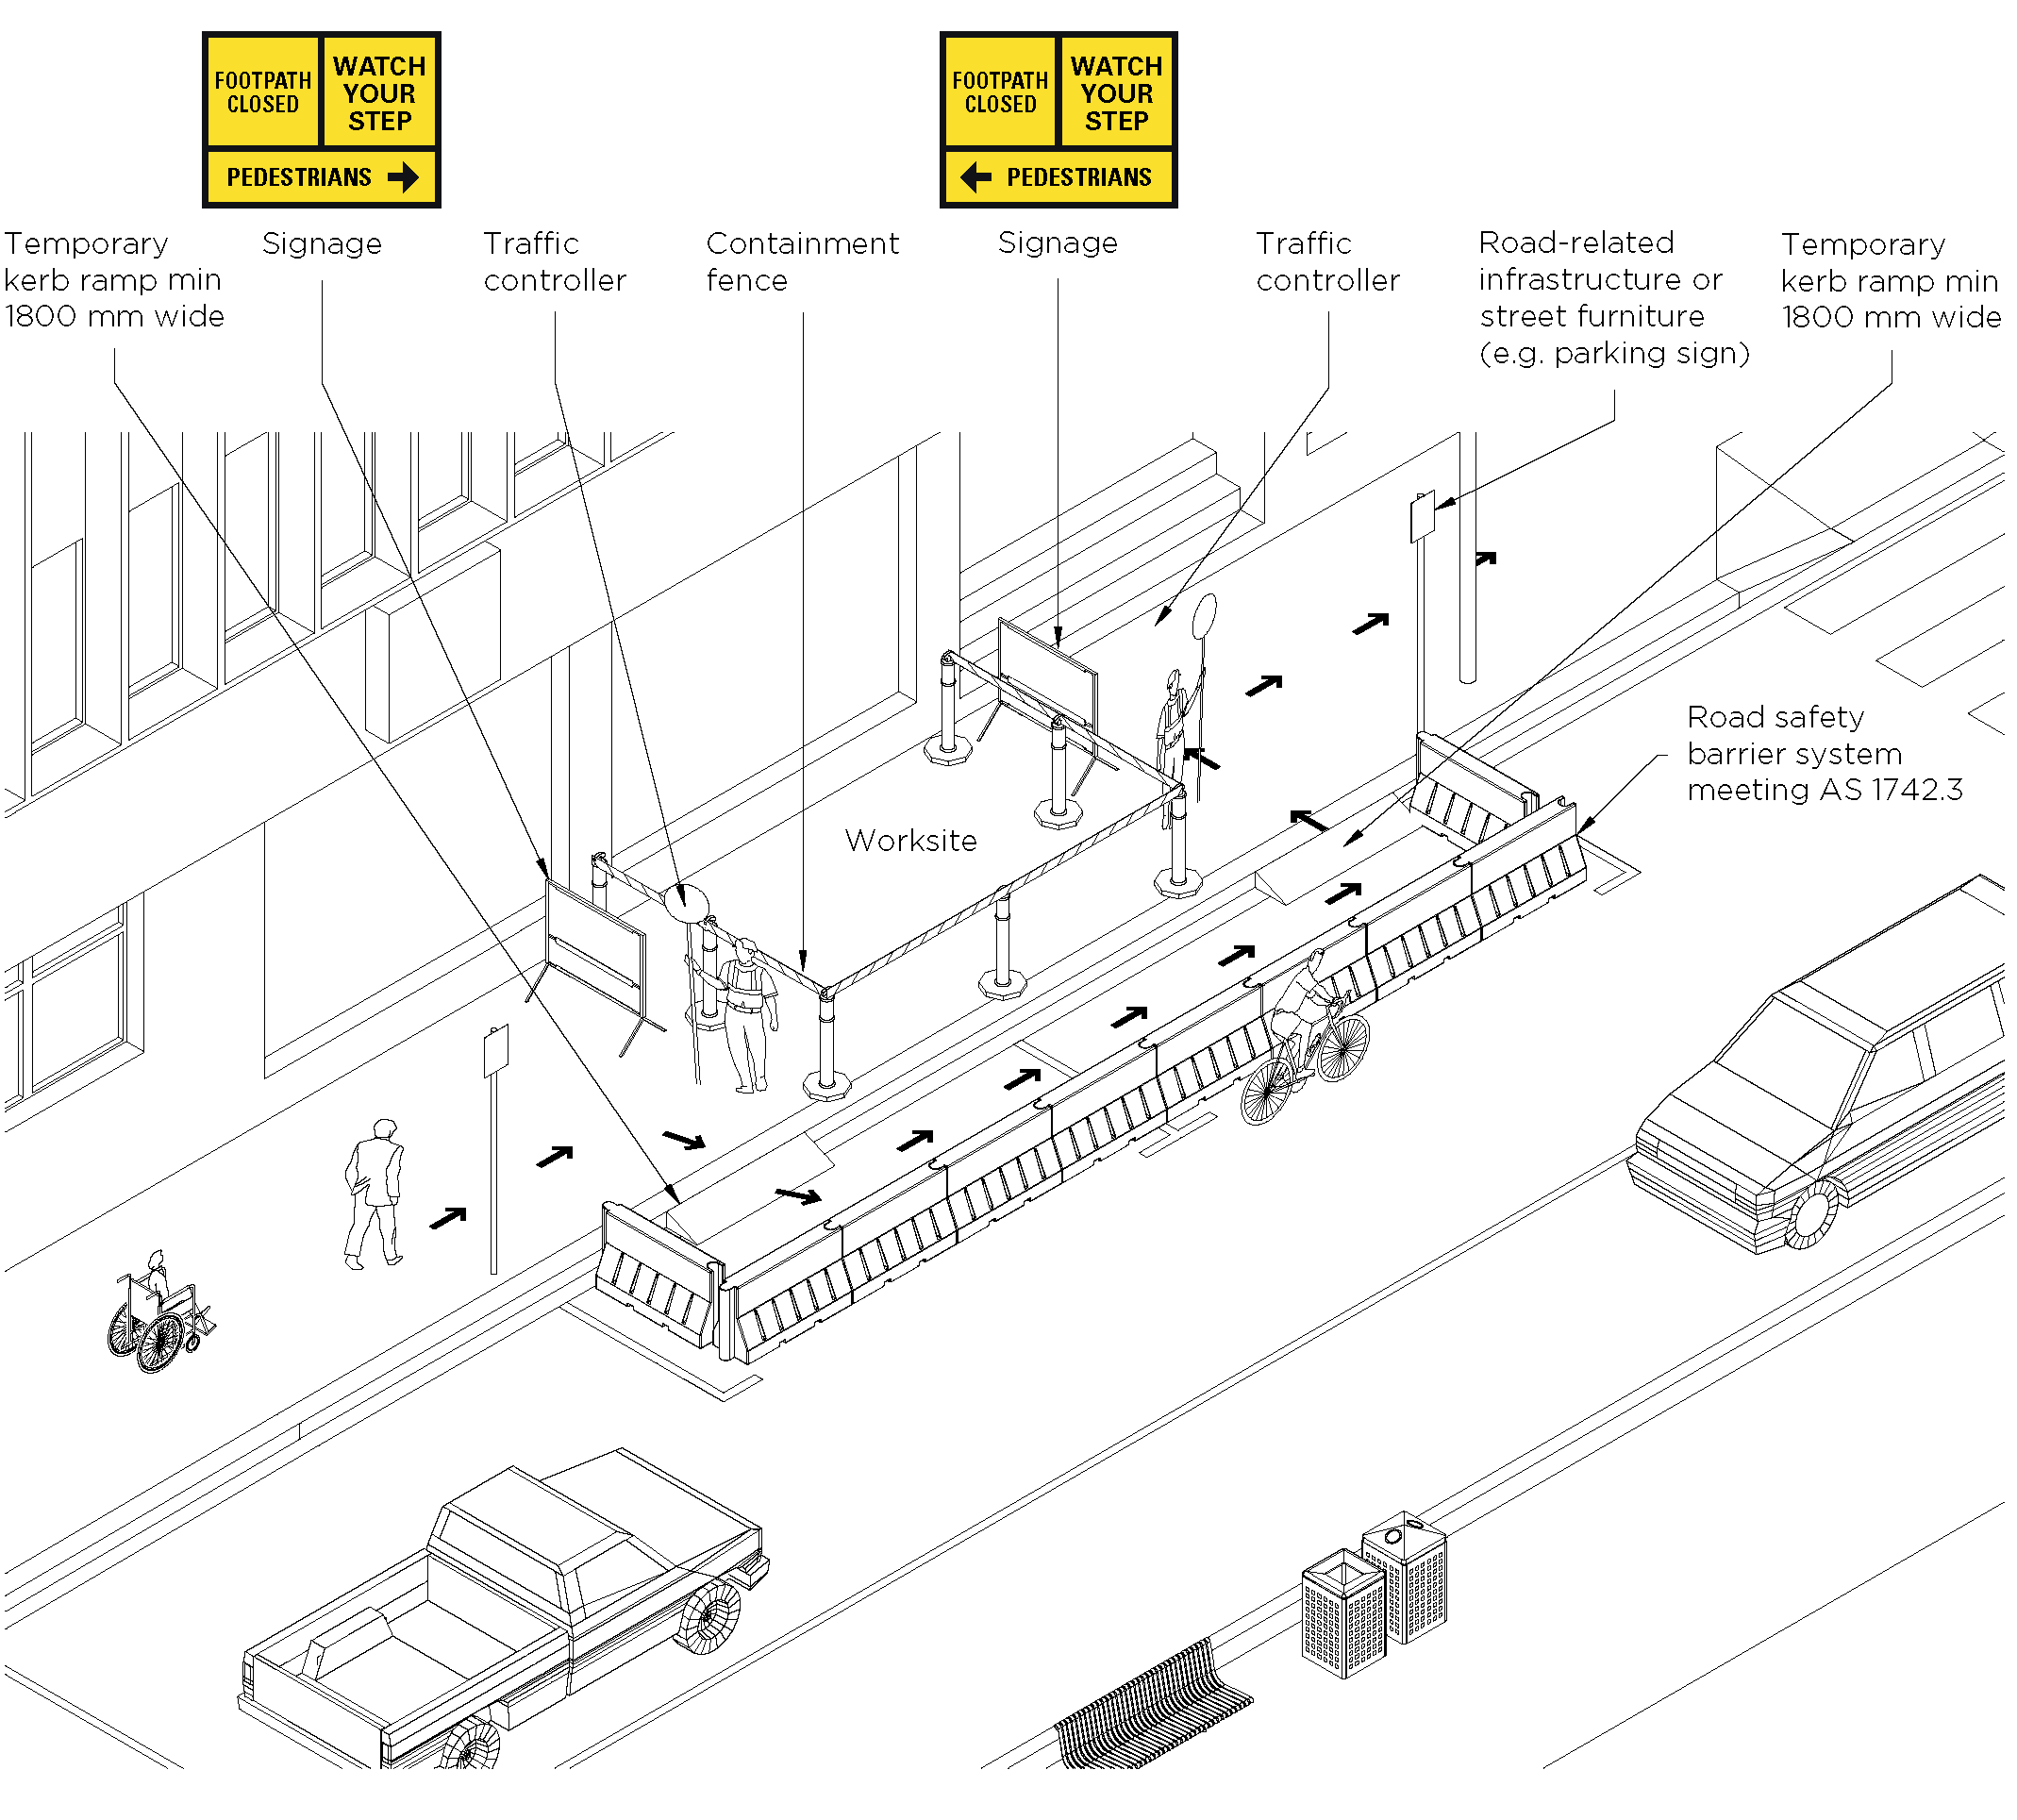 FOOTPATH
CLOSED
WATCH
YOUR
STEP
PEDESTRIANS
FOOTPATH
CLOSED
WATCH
YOUR
STEP
PEDESTRIANS
Temporary
kerb ramp min
1800 mm wide
Signage
Traffic
controller
Containment
fence
Signage
Traffic
controller
Road-related
infrastructure or
street furniture
(e.g. parking sign)
Temporary
kerb ramp min
1800 mm wide
Road safety
barrier system
meeting AS 1742.3
Worksite